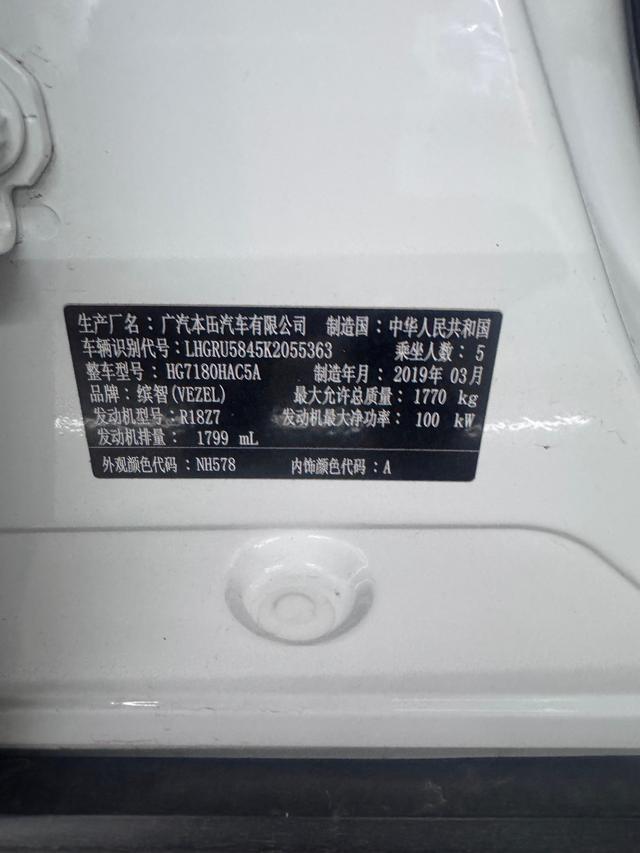 生产厂名：广汽本田汽车有限公司 制造国：中华人民共和国
车辆识别代号：LHGRU5845K2055363 乘坐人数：5
整车型号：HG7180HAC5A 制造年月：2019年 03月
品牌：缤智(VEZEL) 最大允许总质量：1770 kg
发动机型号：R18Z7 发动机最大净功率：100 kW
发动机排量：1799 mL
外观颜色代码：NH578 内饰颜色代码：A